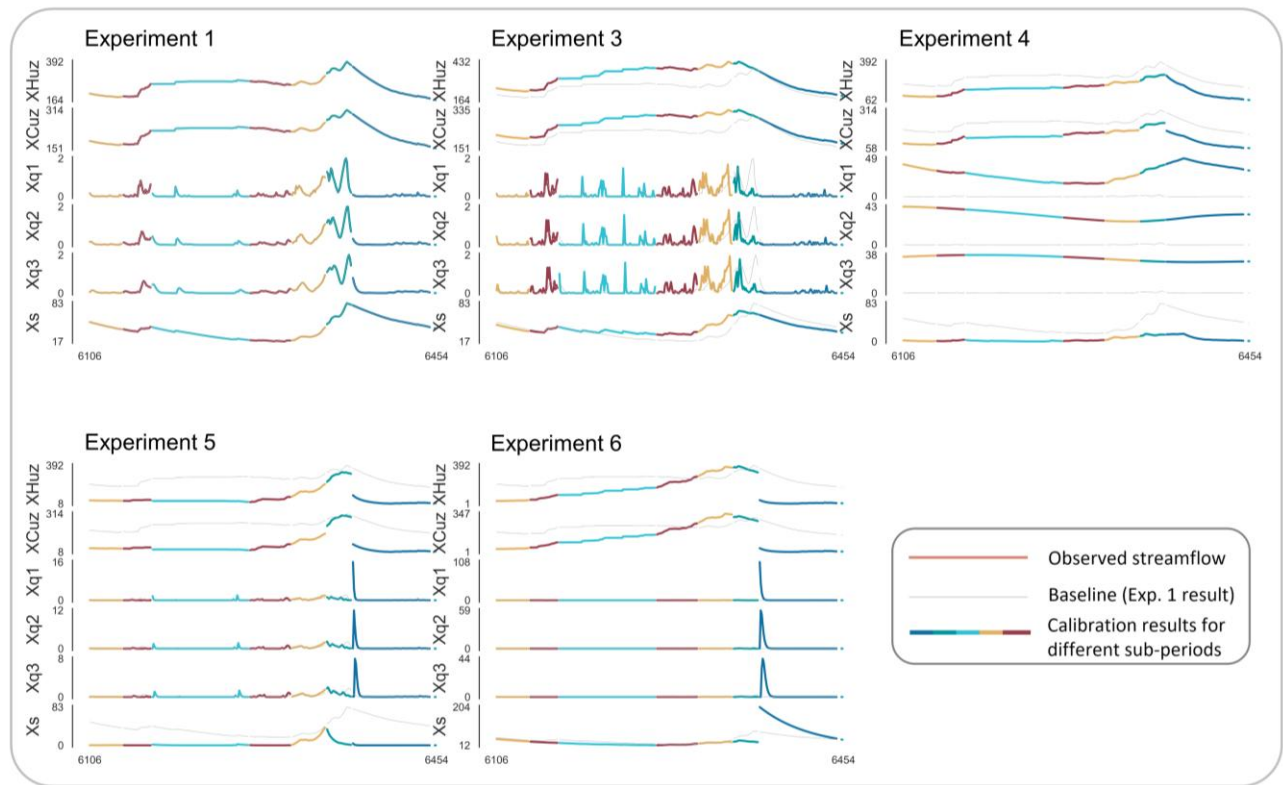 Experiment 1
392
XHuz
164
314
XCuz
151
2
Xq1
0
2
Xq2
0
2
Xq3
0
83
Xs
17
6106
6454
Experiment 3
432
XHuz
164
335
XCuz
151
2
Xq1
0
2
Xq2
0
2
Xq3
0
83
Xs
17
6106
6454
Experiment 4
392
XHuz
62
314
XCuz
58
49
Xq1
0
43
Xq2
0
38
Xq3
0
83
Xs
0
6106
6454
Experiment 5
392
XHuz
8
314
XCuz
8
16
Xq1
0
12
Xq2
0
8
Xq3
0
83
Xs
0
6106
6454
Experiment 6
392
XHuz
1
347
XCuz
1
108
Xq1
0
59
Xq2
0
44
Xq3
0
204
Xs
12
6106
6454
Observed streamflow
Baseline (Exp. 1 result)
Calibration results for
different sub-periods